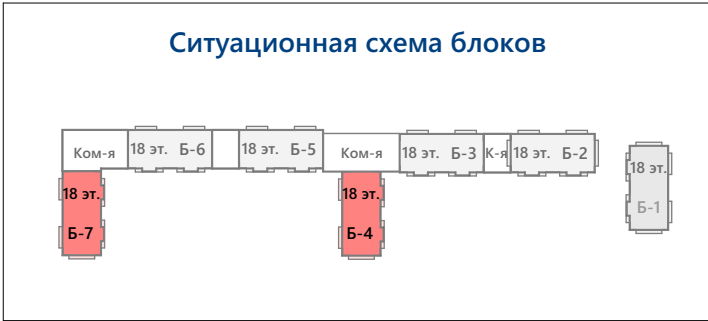 Ситуационная схема блоков
Ком-я 18 эт. Б-6 18 эт. Б-5 Ком-я 18 эт. Б-3 К-я 18 эт. Б-2
18 эт.
Б-1
18 эт.
Б-7
18 эт.
Б-4